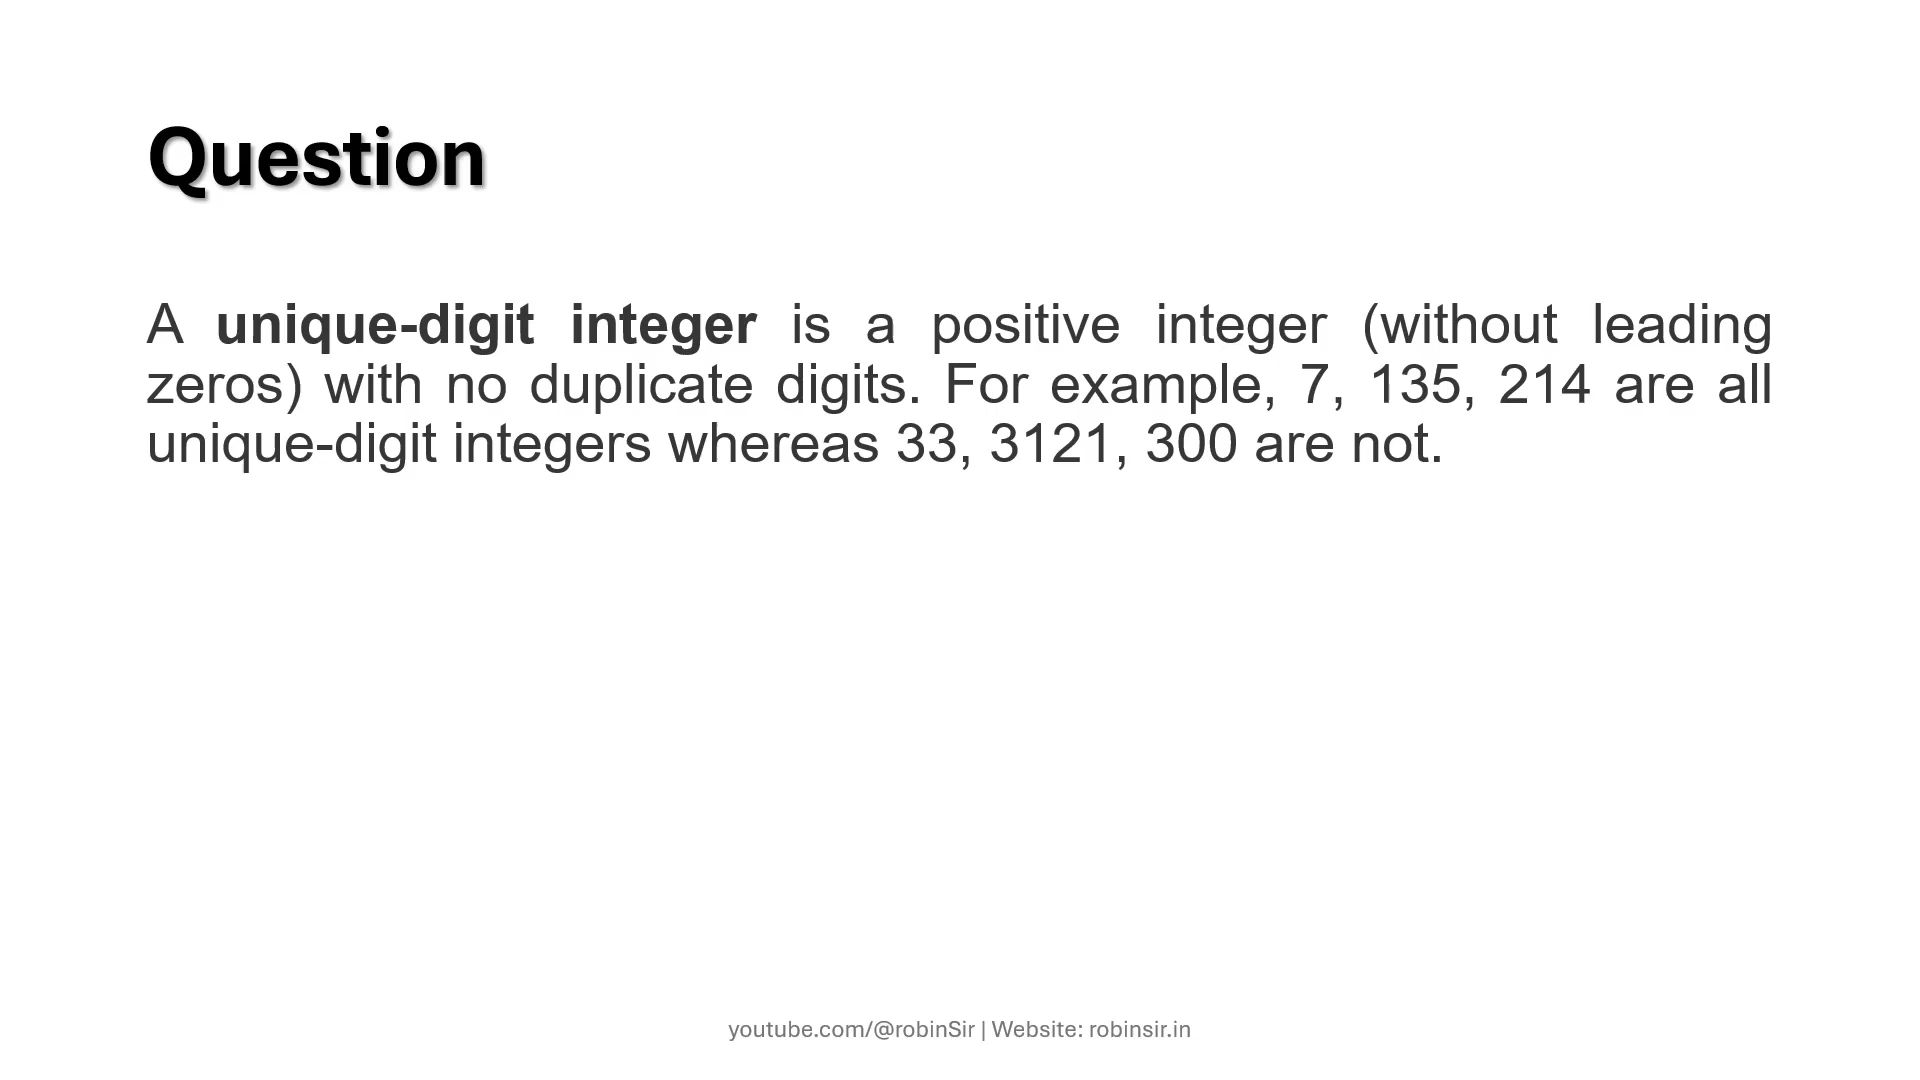 Question
A unique-digit integer is a positive integer (without leading
zeros) with no duplicate digits. For example, 7, 135, 214 are all
unique-digit integers whereas 33, 3121, 300 are not.
youtube.com/@robinSir | Website: robinsir.in